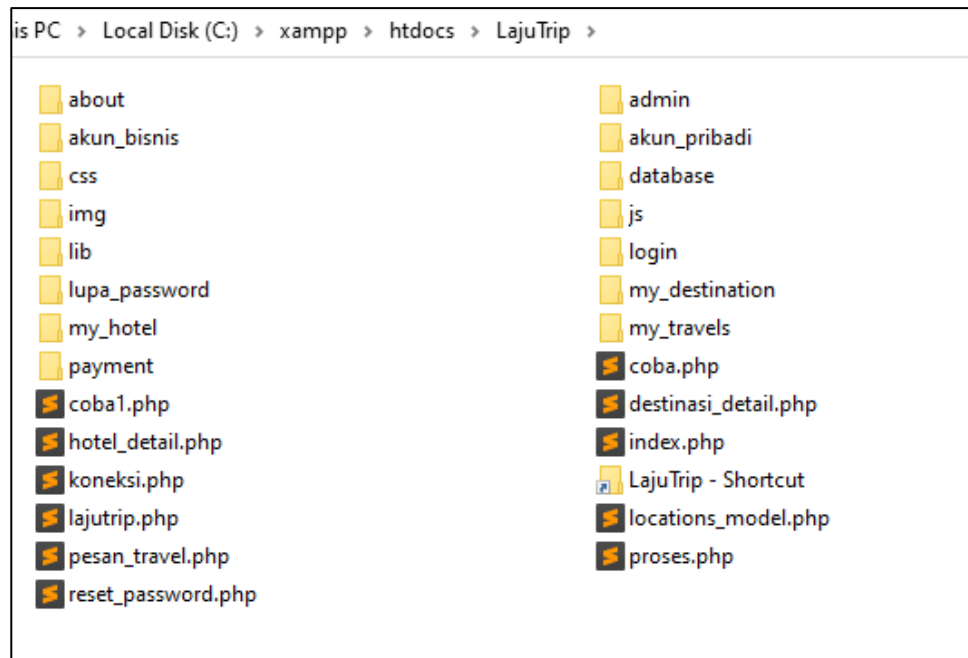 is PC > Local Disk (C:) > xampp > htdocs > LajuTrip >
about admin
akun_bisnis akun_pribadi
css database
img js
lib login
lupa_password my_destination
my_hotel my_travels
payment coba.php
coba1.php destinasi_detail.php
hotel_detail.php index.php
koneksi.php LajuTrip - Shortcut
lajutrip.php locations_model.php
pesan_travel.php proses.php
reset_password.php